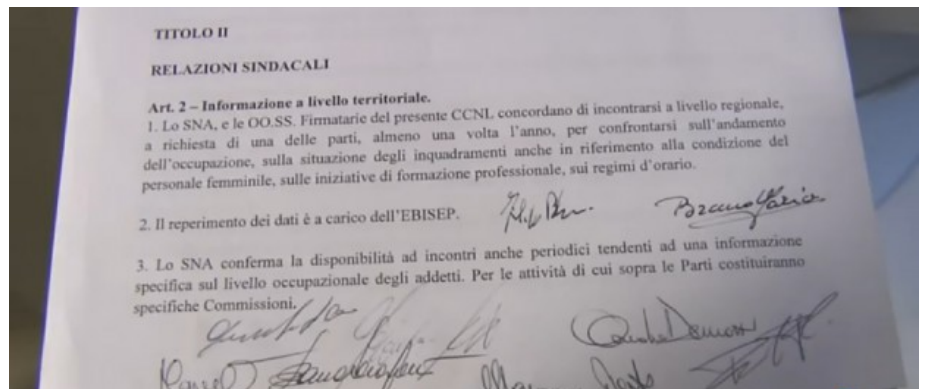 TITOLO II
RELAZIONI SINDACALI
Art. 2 – Informazione a livello territoriale.
1. Lo SNA, e le OO.SS. Firmatarie del presente CCNL concordano di incontrarsi a livello regionale,
a richiesta di una delle parti, almeno una volta l'anno, per confrontarsi sull'andamento
dell'occupazione, sulla situazione degli inquadramenti anche in riferimento alla condizione del
personale femminile, sulle iniziative di formazione professionale, sui regimi d'orario.
2. Il reperimento dei dati è a carico dell'EBISEP.
3. Lo SNA conferma la disponibilità ad incontri anche periodici tendenti ad una informazione
specifica sul livello occupazionale degli addetti. Per le attività di cui sopra le Parti costituiranno
specifiche Commissioni.